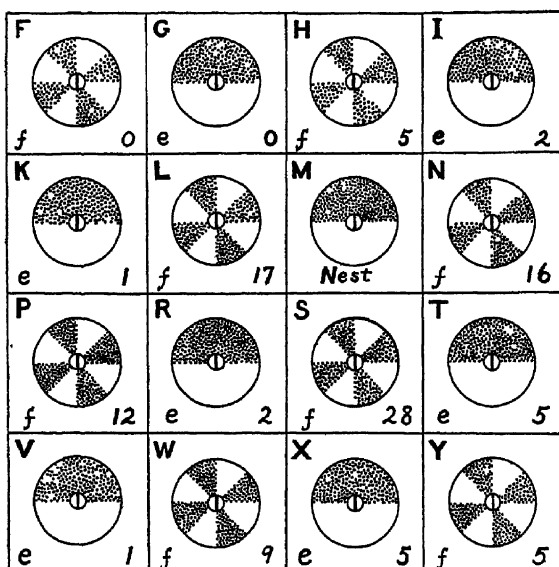 F G H I
f 0 e 0 f 5 e 2
K L M N
e 1 f 17 Nest f 16
P R S T
f 12 e 2 f 28 e 5
V W X Y
e 1 f 9 e 5 f 5